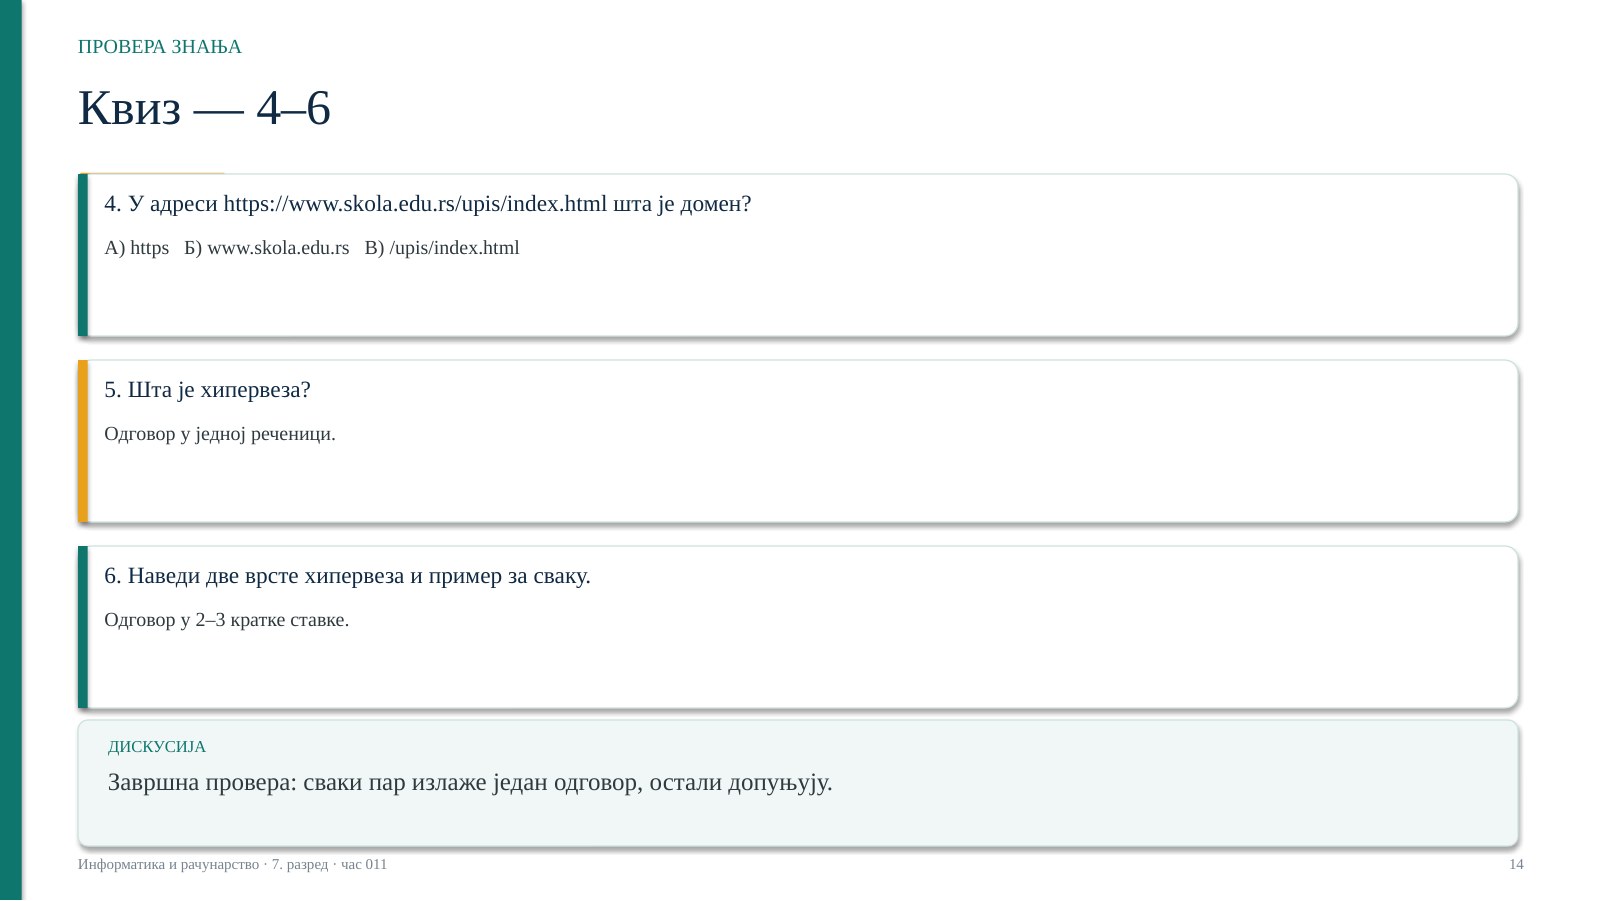 ПРОВЕРА ЗНАЊА
Квиз — 4–6
4. У адреси https://www.skola.edu.rs/upis/index.html шта је домен?
А) https   Б) www.skola.edu.rs   В) /upis/index.html
5. Шта је хипервеза?
Одговор у једној реченици.
6. Наведи две врсте хипервеза и пример за сваку.
Одговор у 2–3 кратке ставке.
ДИСКУСИЈА
Завршна провера: сваки пар излаже један одговор, остали допуњују.
Информатика и рачунарство · 7. разред · час 011
14